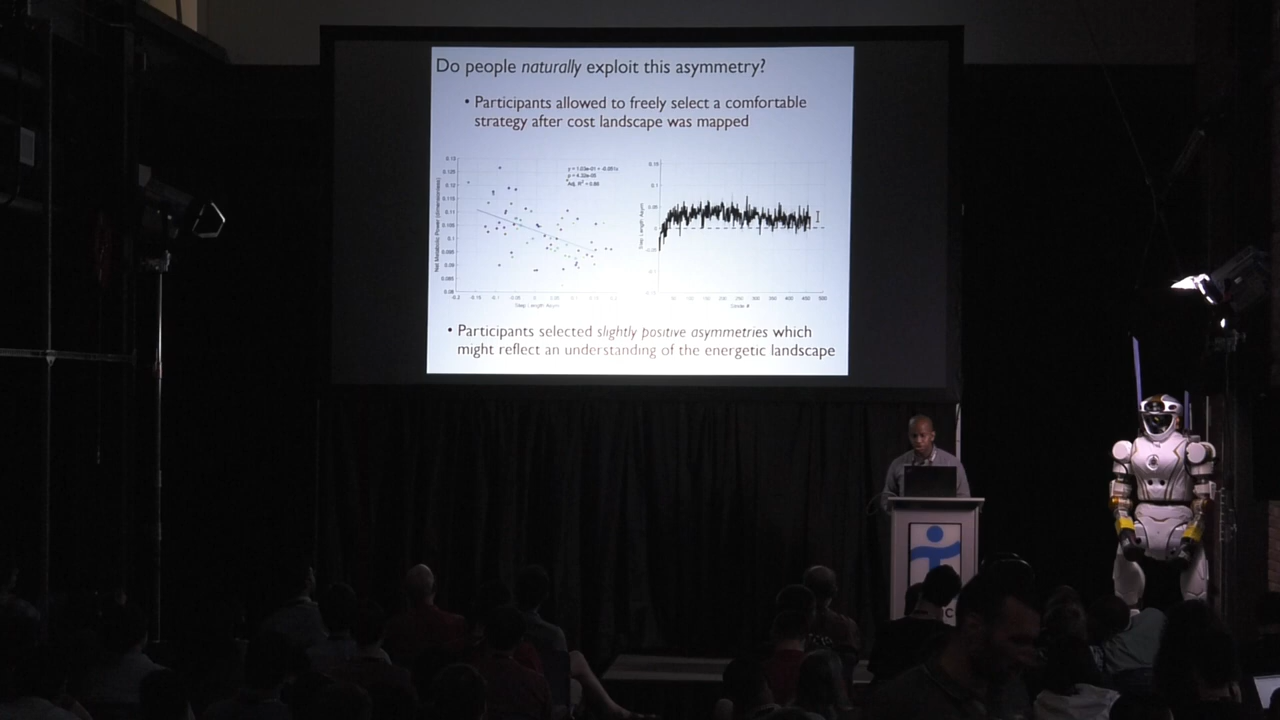 Do people naturally exploit this asymmetry?
• Participants allowed to freely select a comfortable
strategy after cost landscape was mapped
• Participants selected slightly positive asymmetries which
might reflect an understanding of the energetic landscape